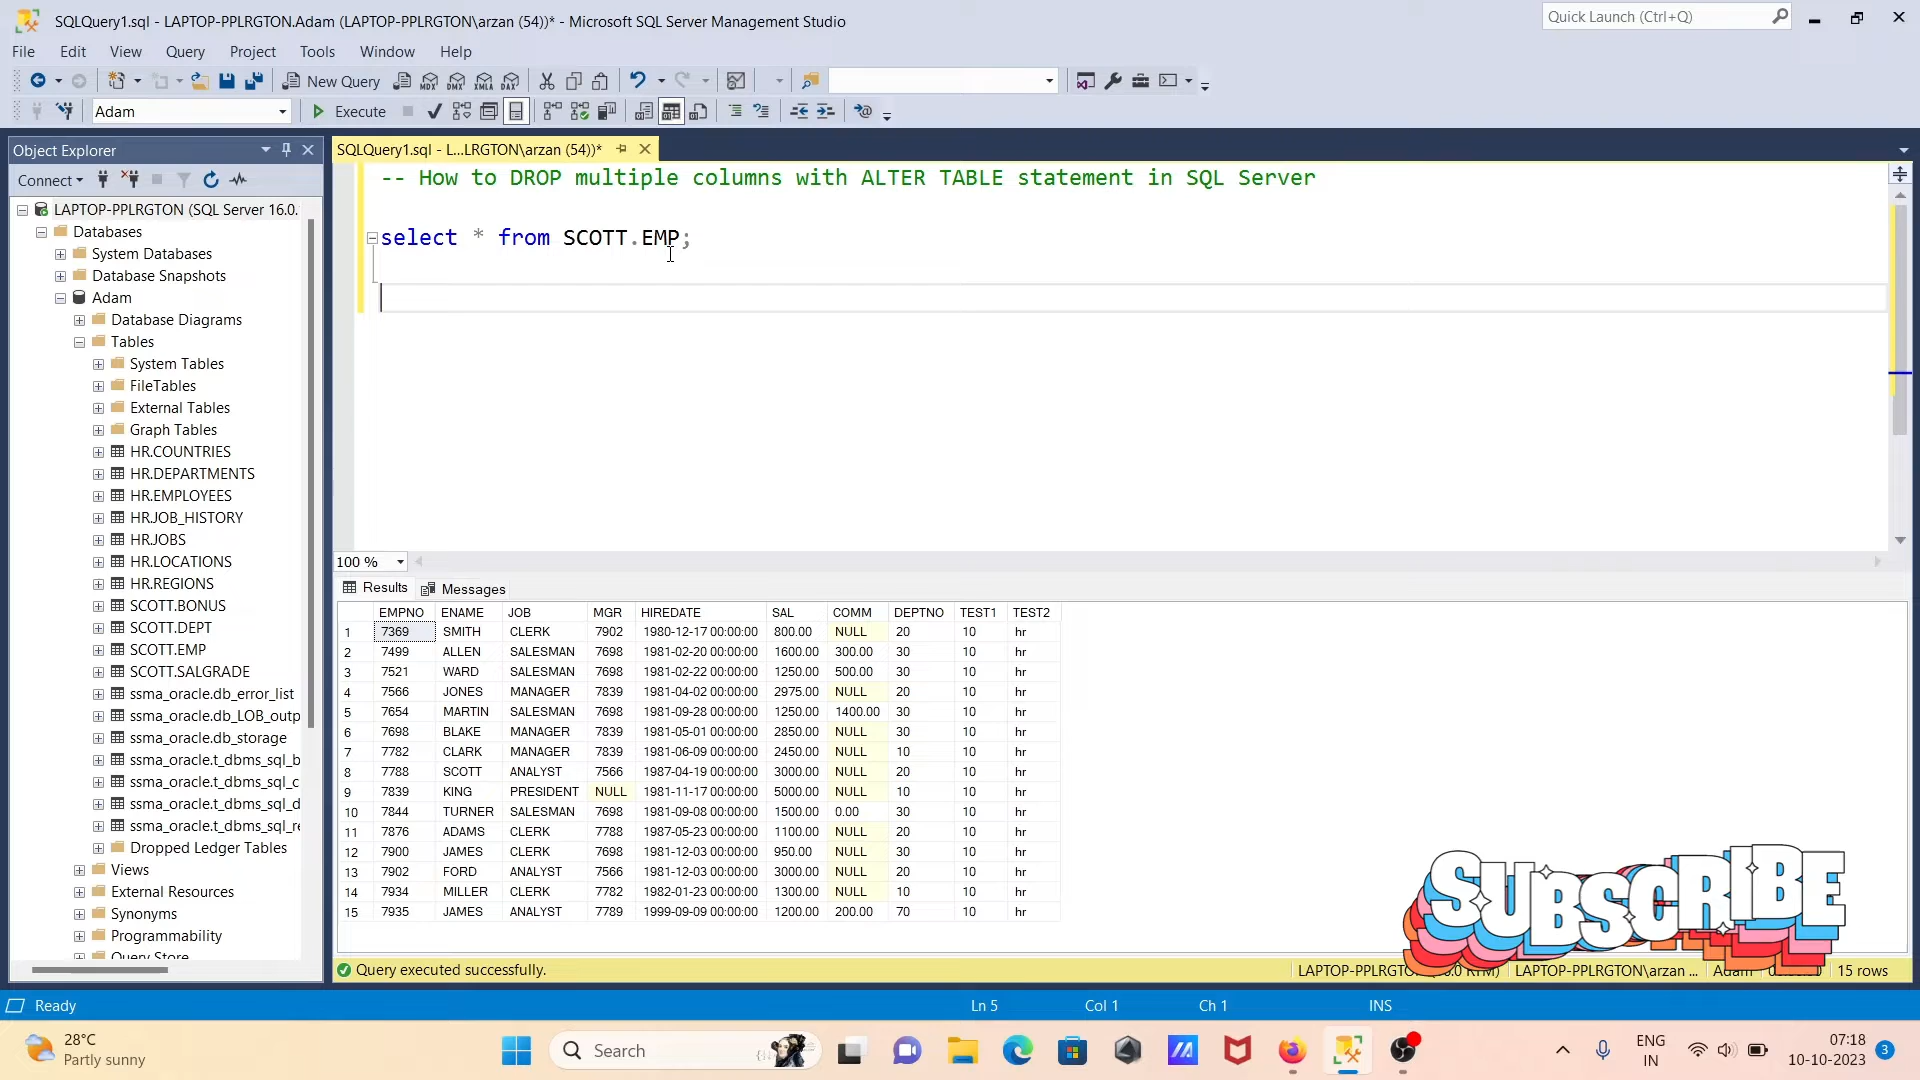 SQLQuery1.sql - LAPTOP-PPLRGTON.Adam (LAPTOP-PPLRGTON\arzan (54))* - Microsoft SQL Server Management Studio
Quick Launch (Ctrl+Q)
File Edit View Query Project Tools Window Help
New Query
Adam Execute
Object Explorer
SQLQuery1.sql - L...LRGTON\arzan (54))*
Connect
LAPTOP-PPLRGTON (SQL Server 16.0.
Databases
System Databases
Database Snapshots
Adam
Database Diagrams
Tables
System Tables
FileTables
External Tables
Graph Tables
HR.COUNTRIES
HR.DEPARTMENTS
HR.EMPLOYEES
HR.JOB_HISTORY
HR.JOBS
HR.LOCATIONS
HR.REGIONS
SCOTT.BONUS
SCOTT.DEPT
SCOTT.EMP
SCOTT.SALGRADE
ssma_oracle.db_error_list
ssma_oracle.db_LOB_outp
ssma_oracle.db_storage
ssma_oracle.t_dbms_sql_b
ssma_oracle.t_dbms_sql_c
ssma_oracle.t_dbms_sql_d
ssma_oracle.t_dbms_sql_re
Dropped Ledger Tables
Views
External Resources
Synonyms
Programmability
Query Store
-- How to DROP multiple columns with ALTER TABLE statement in SQL Server
select * from SCOTT.EMP;
100 %
Results Messages
EMPNO ENAME JOB MGR HIREDATE SAL COMM DEPTNO TEST1 TEST2
1 7369 SMITH CLERK 7902 1980-12-17 00:00:00 800.00 NULL 20 10 hr
2 7499 ALLEN SALESMAN 7698 1981-02-20 00:00:00 1600.00 300.00 30 10 hr
3 7521 WARD SALESMAN 7698 1981-02-22 00:00:00 1250.00 500.00 30 10 hr
4 7566 JONES MANAGER 7839 1981-04-02 00:00:00 2975.00 NULL 20 10 hr
5 7654 MARTIN SALESMAN 7698 1981-09-28 00:00:00 1250.00 1400.00 30 10 hr
6 7698 BLAKE MANAGER 7839 1981-05-01 00:00:00 2850.00 NULL 30 10 hr
7 7782 CLARK MANAGER 7839 1981-06-09 00:00:00 2450.00 NULL 10 10 hr
8 7788 SCOTT ANALYST 7566 1987-04-19 00:00:00 3000.00 NULL 20 10 hr
9 7839 KING PRESIDENT NULL 1981-11-17 00:00:00 5000.00 NULL 10 10 hr
10 7844 TURNER SALESMAN 7698 1981-09-08 00:00:00 1500.00 0.00 30 10 hr
11 7876 ADAMS CLERK 7788 1987-05-23 00:00:00 1100.00 NULL 20 10 hr
12 7900 JAMES CLERK 7698 1981-12-03 00:00:00 950.00 NULL 30 10 hr
13 7902 FORD ANALYST 7566 1981-12-03 00:00:00 3000.00 NULL 20 10 hr
14 7934 MILLER CLERK 7782 1982-01-23 00:00:00 1300.00 NULL 10 10 hr
15 7935 JAMES ANALYST 7789 1999-09-09 00:00:00 1200.00 200.00 70 10 hr
SUBSCRIBE
Query executed successfully. LAPTOP-PPLRGTON\arzan ... Adam 15 rows
Ready Ln 5 Col 1 Ch 1 INS
28°C
Partly sunny
Search
ENG
IN
07:18
10-10-2023
3